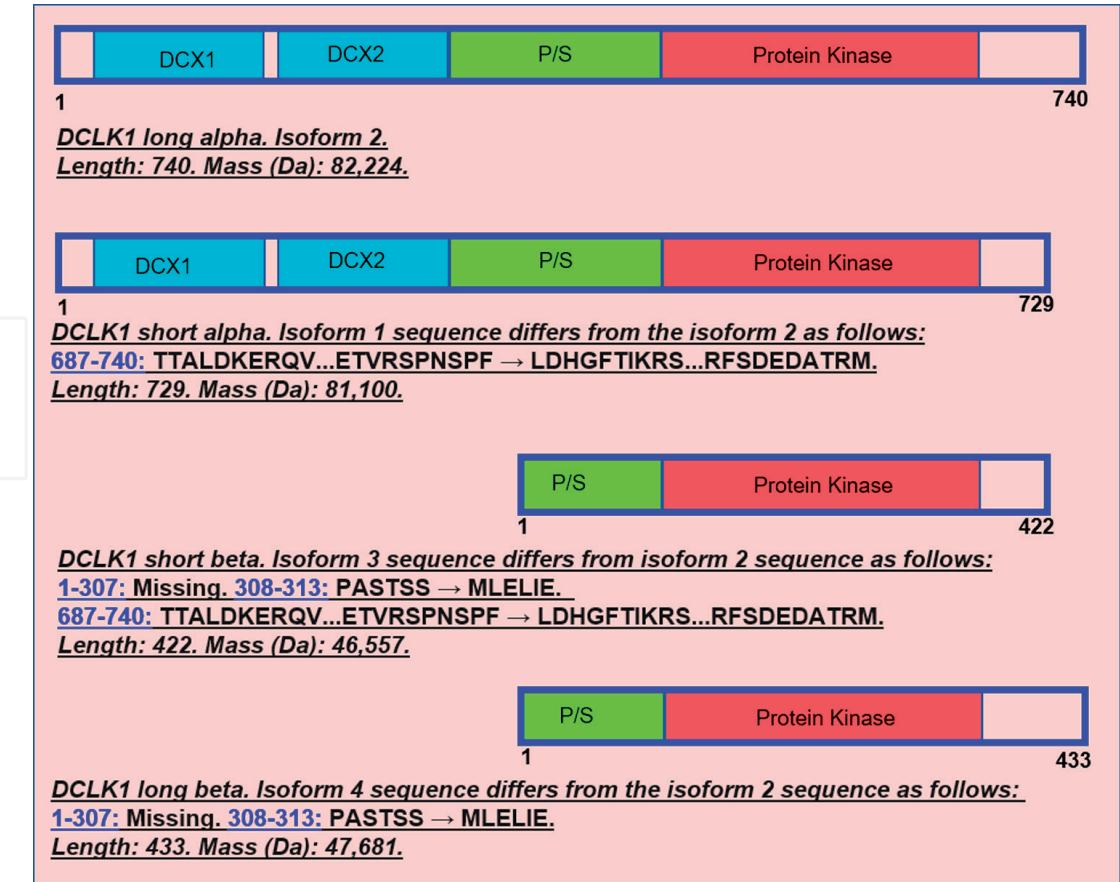 DCX1 DCX2 P/S Protein Kinase
1 740
DCLK1 long alpha. Isoform 2.
Length: 740. Mass (Da): 82,224.
DCX1 DCX2 P/S Protein Kinase
1 729
DCLK1 short alpha. Isoform 1 sequence differs from the isoform 2 as follows:
687-740: TTALDKERQV...ETVRSPNSPF → LDHGFTIKRS...RFSDEDATRM.
Length: 729. Mass (Da): 81,100.
P/S Protein Kinase
1 422
DCLK1 short beta. Isoform 3 sequence differs from isoform 2 sequence as follows:
1-307: Missing. 308-313: PASTSS → MLELIE.
687-740: TTALDKERQV...ETVRSPNSPF → LDHGFTIKRS...RFSDEDATRM.
Length: 422. Mass (Da): 46,557.
P/S Protein Kinase
1 433
DCLK1 long beta. Isoform 4 sequence differs from the isoform 2 sequence as follows:
1-307: Missing. 308-313: PASTSS → MLELIE.
Length: 433. Mass (Da): 47,681.